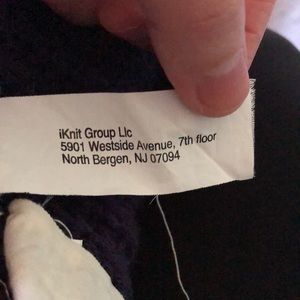 iKnit Group Llc
5901 Westside Avenue, 7th floor
North Bergen, NJ 07094